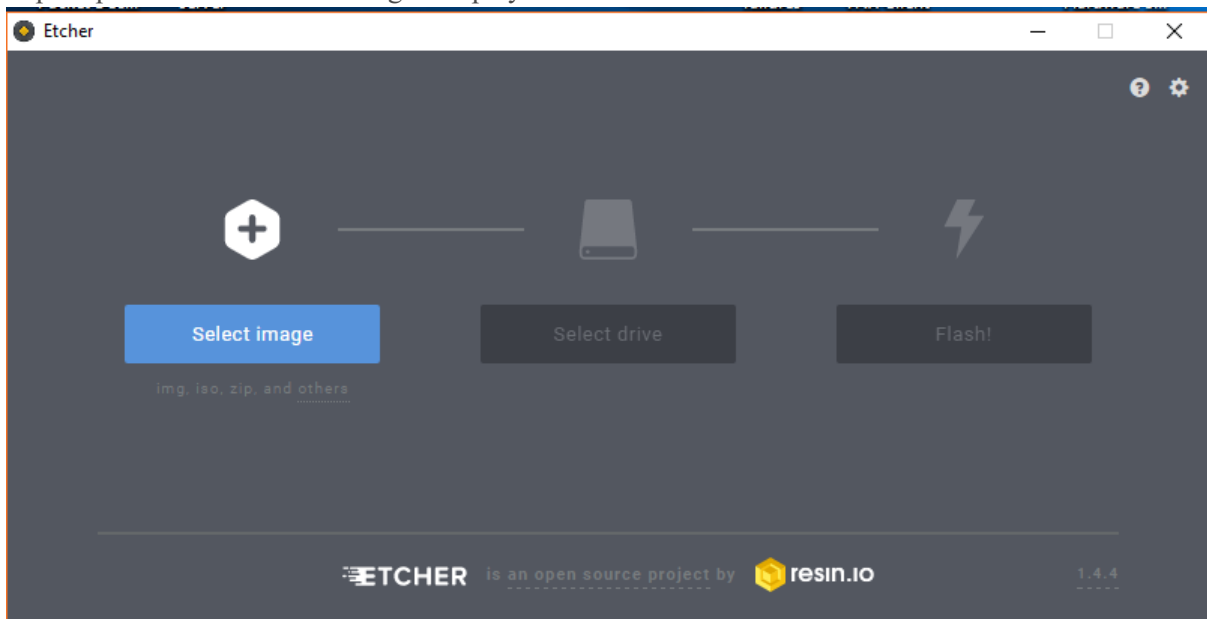 Etcher
Select image
Select drive
Flash!
img, iso, zip, and others
ETCHER is an open source project by resin.io
1.4.4